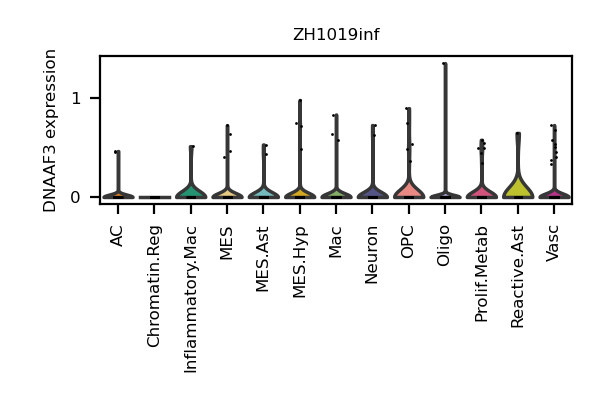 ZH1019inf
DNAAF3 expression
1
0
AC
Chromatin.Reg
Inflammatory.Mac
MES
MES.Ast
MES.Hyp
Mac
Neuron
OPC
Oligo
Prolif.Metab
Reactive.Ast
Vasc